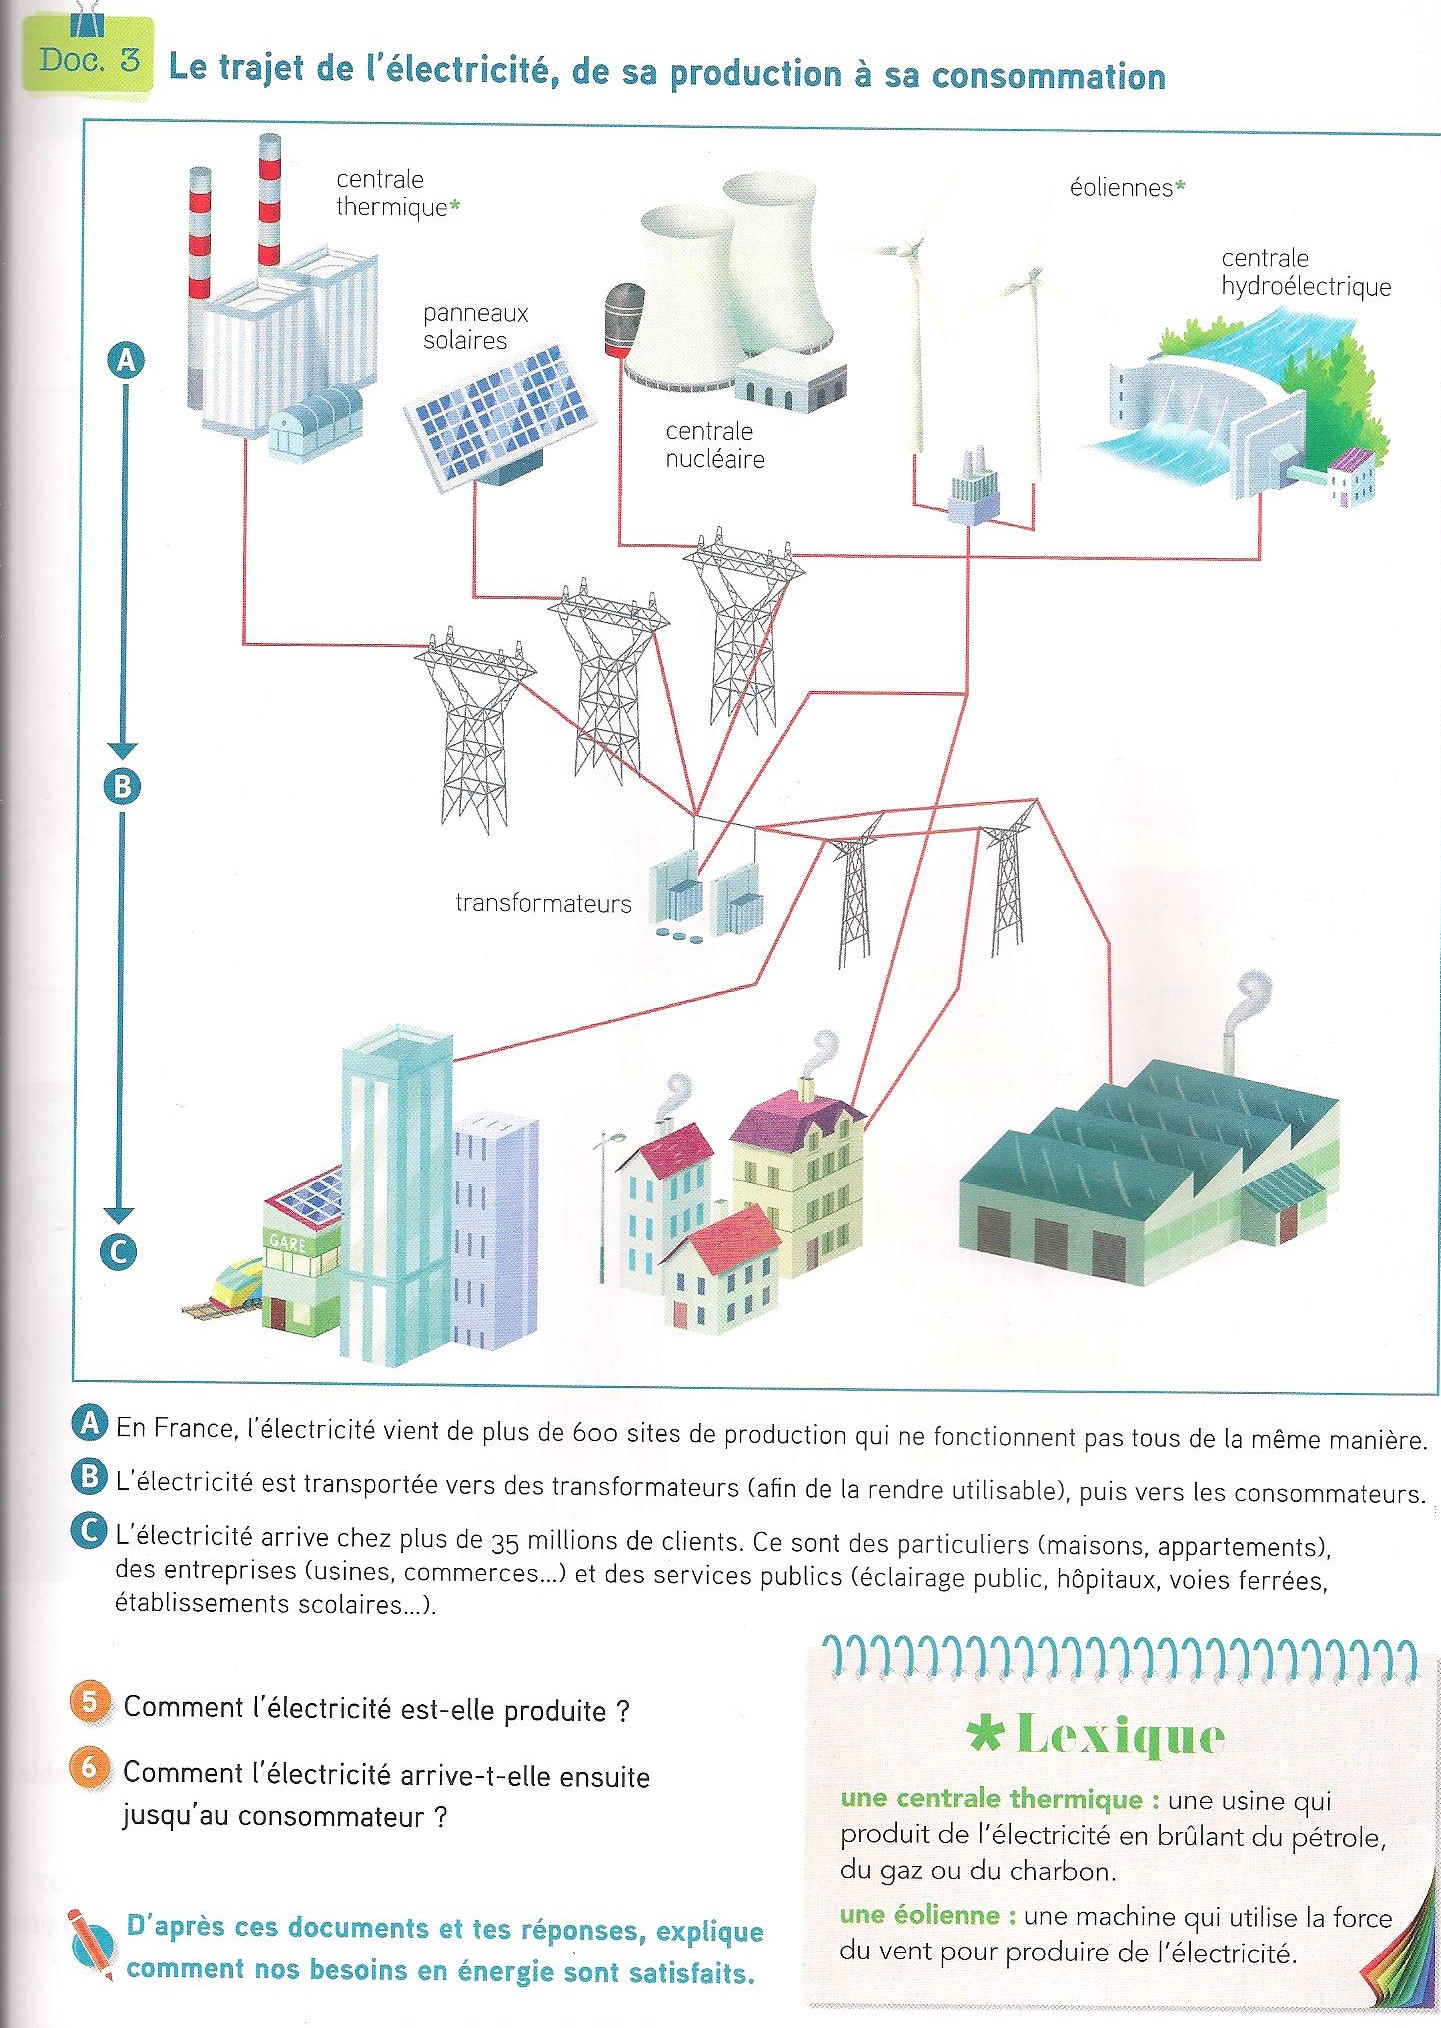 Doc. 3
Le trajet de l'électricité, de sa production à sa consommation
centrale
thermique*
éoliennes*
centrale
hydroélectrique
panneaux
solaires
A
centrale
nucléaire
B
transformateurs
GARE
C
A En France, l'électricité vient de plus de 600 sites de production qui ne fonctionnent pas tous de la même manière.
B L'électricité est transportée vers des transformateurs (afin de la rendre utilisable), puis vers les consommateurs.
C L'électricité arrive chez plus de 35 millions de clients. Ce sont des particuliers (maisons, appartements),
des entreprises (usines, commerces...) et des services publics (éclairage public, hôpitaux, voies ferrées,
établissements scolaires...).
5 Comment l'électricité est-elle produite ?
6 Comment l'électricité arrive-t-elle ensuite
jusqu'au consommateur ?
D'après ces documents et tes réponses, explique
comment nos besoins en énergie sont satisfaits.
* Lexique
une centrale thermique : une usine qui
produit de l'électricité en brûlant du pétrole,
du gaz ou du charbon.
une éolienne : une machine qui utilise la force
du vent pour produire de l'électricité.